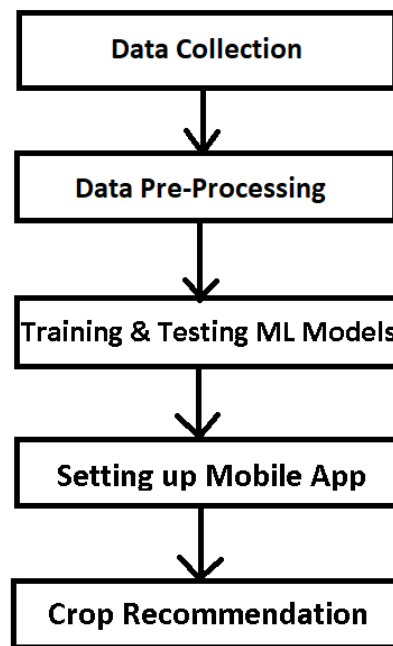 Data Collection
Data Pre-Processing
Training & Testing ML Models
Setting up Mobile App
Crop Recommendation